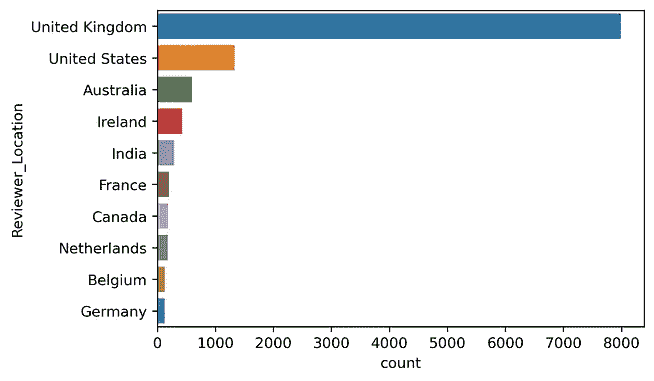 Reviewer_Location
United Kingdom
United States
Australia
Ireland
India
France
Canada
Netherlands
Belgium
Germany
0 1000 2000 3000 4000 5000 6000 7000 8000
count